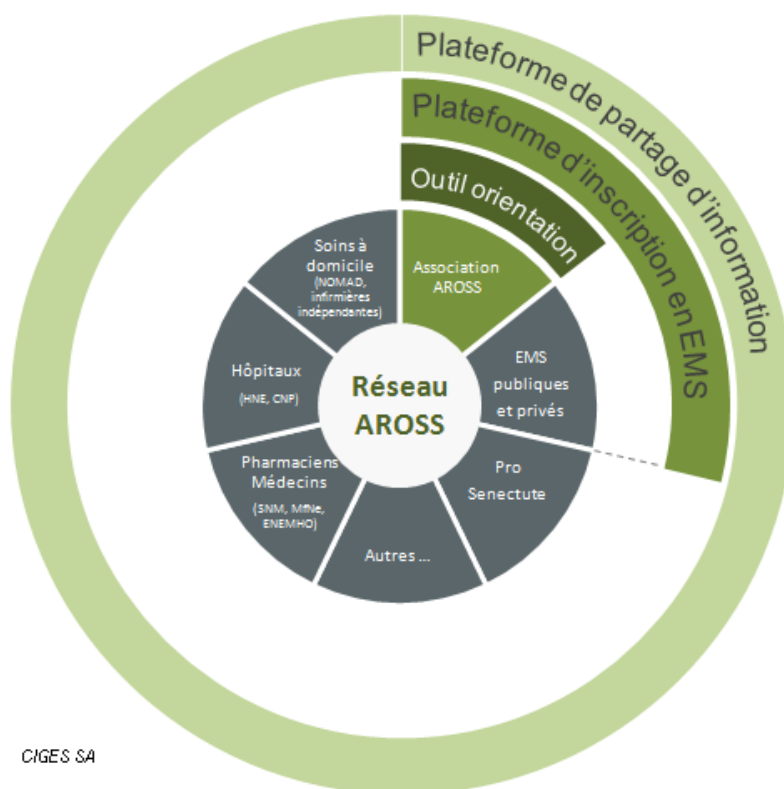 Plateforme de partage d'information
Plateforme d'inscription en EMS
Outil orientation
Association
AROSS
EMS
publiques
et privés
Pro
Senectute
Autres ...
Pharmaciens
Médecins
(SNM, MfNe,
ENEMHO)
Hôpitaux
(HNE, CNP)
Soins à
domicile
(NOMAD,
infirmières
indépendantes)
Réseau
AROSS
CIGES SA